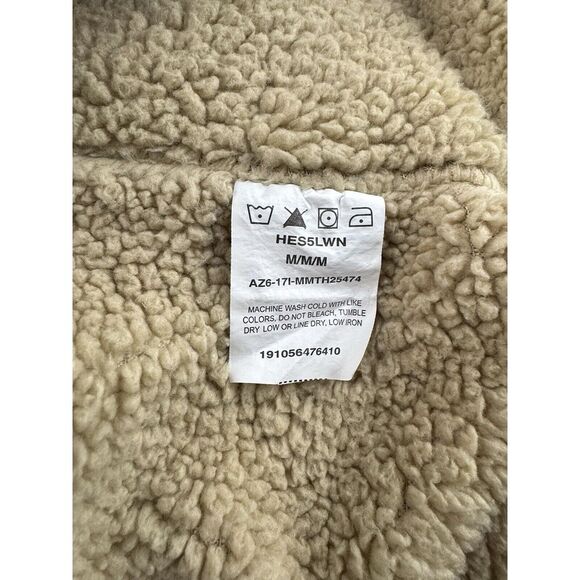 HES5LWN
M/M/M
AZ6-17I-MMTH25474
MACHINE WASH COLD WITH LIKE
COLORS, DO NOT BLEACH, TUMBLE
DRY LOW OR LINE DRY, LOW IRON
191056476410